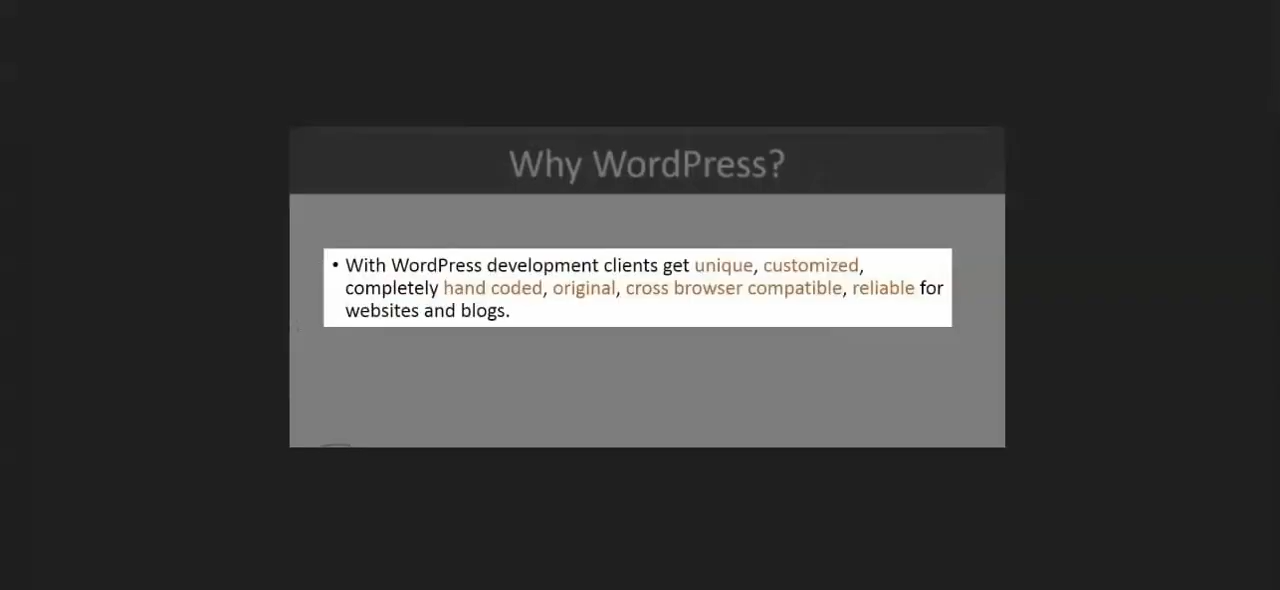 Why WordPress?
• With WordPress development clients get unique, customized,
completely hand coded, original, cross browser compatible, reliable for
websites and blogs.